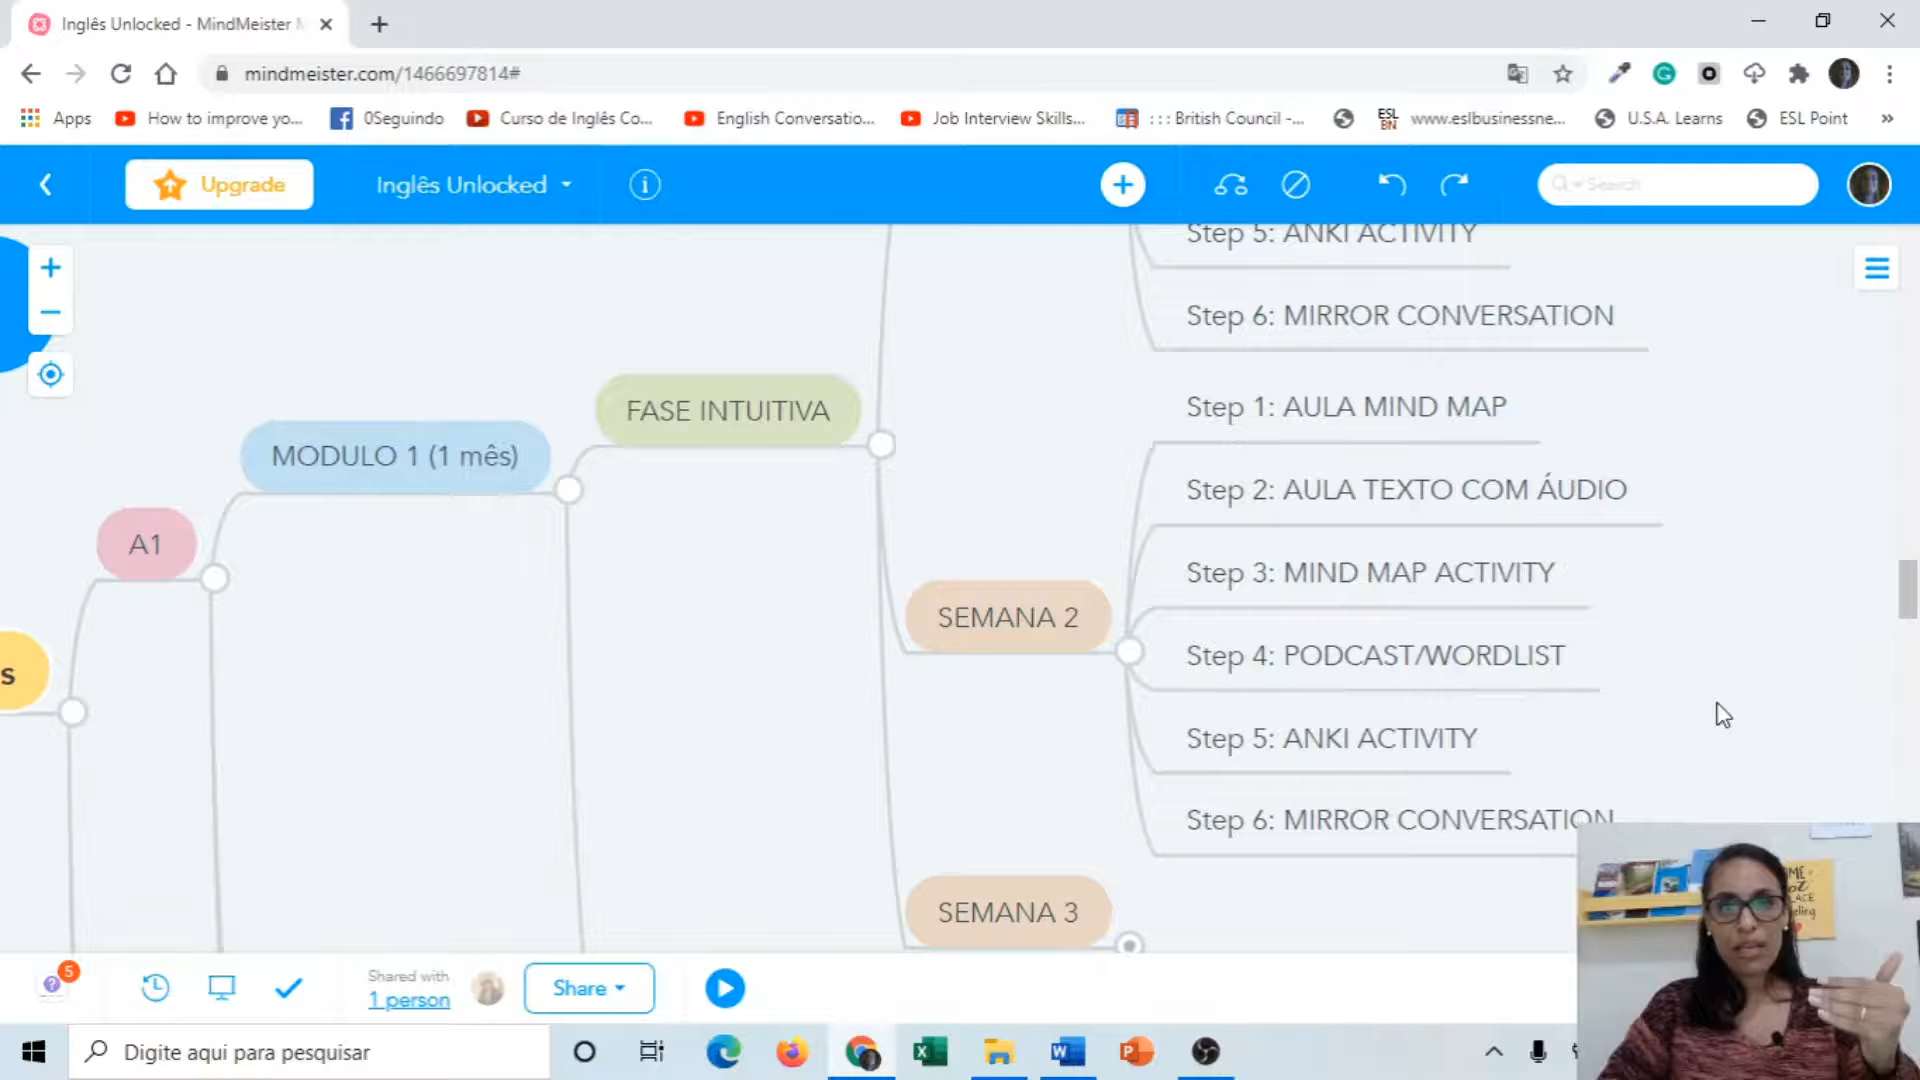 Inglês Unlocked - MindMeister
mindmeister.com/1466697814#
Apps
How to improve yo...
0Seguindo
Curso de Inglês Co...
English Conversatio...
Job Interview Skills...
: : : British Council -...
ESL BN
www.eslbusinessne...
U.S.A. Learns
ESL Point
»
Upgrade
Inglês Unlocked
Search
Step 5: ANKI ACTIVITY
Step 6: MIRROR CONVERSATION
FASE INTUITIVA
Step 1: AULA MIND MAP
MODULO 1 (1 mês)
Step 2: AULA TEXTO COM ÁUDIO
A1
Step 3: MIND MAP ACTIVITY
SEMANA 2
Step 4: PODCAST/WORDLIST
s
Step 5: ANKI ACTIVITY
Step 6: MIRROR CONVERSATION
SEMANA 3
5
Shared with
1 person
Share
Digite aqui para pesquisar